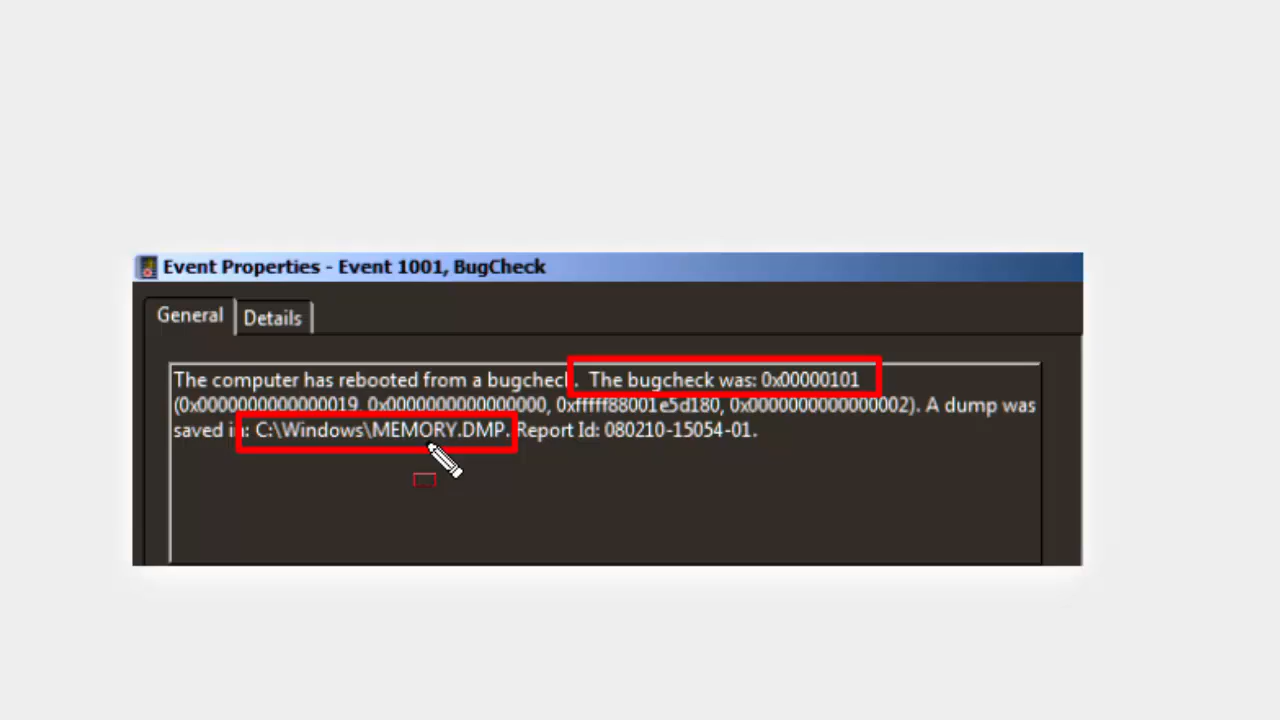 Event Properties - Event 1001, BugCheck
General Details
The computer has rebooted from a bugcheck. The bugcheck was: 0x00000101
(0x0000000000000019, 0x0000000000000000, 0xfffff88001e5d180, 0x0000000000000002). A dump was
saved in: C:\Windows\MEMORY.DMP. Report Id: 080210-15054-01.